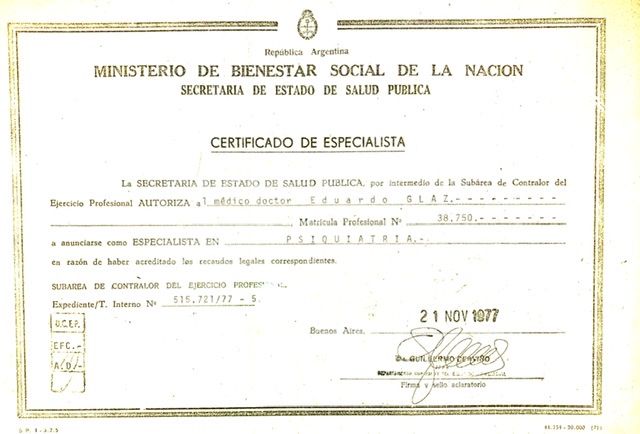 República Argentina
MINISTERIO DE BIENESTAR SOCIAL DE LA NACION
SECRETARIA DE ESTADO DE SALUD PUBLICA
CERTIFICADO DE ESPECIALISTA
La SECRETARIA DE ESTADO DE SALUD PUBLICA, por intermedio de la Subárea de Contralor del
Ejercicio Profesional AUTORIZA al médico doctor Eduardo GLAZ.- - - - - - - - -
Matrícula Profesional Nº 38.750.- - - - - - -
a anunciarse como ESPECIALISTA EN PSIQUIATRIA.-
en razón de haber acreditado los recaudos legales correspondientes.
SUBAREA DE CONTRALOR DEL EJERCICIO PROFESIONAL
Expediente/T. Interno Nº 515.721/77 - 5
U.C.E.P.
EFC.-
A/D/-
21 NOV 1977
Buenos Aires,
Dr. GUILLERMO
Firma y sello aclaratorio